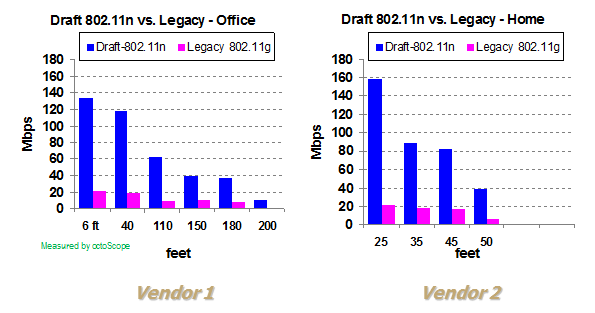 Draft 802.11n vs. Legacy - Office
Draft-802.11n Legacy 802.11g
180
160
140
120
100
80
60
40
20
0
Mbps
6 ft 40 110 150 180 200
feet
Measured by octoScope
Vendor 1
Draft 802.11n vs. Legacy - Home
Draft-802.11n Legacy 802.11g
180
160
140
120
100
80
60
40
20
0
Mbps
25 35 45 50
feet
Vendor 2